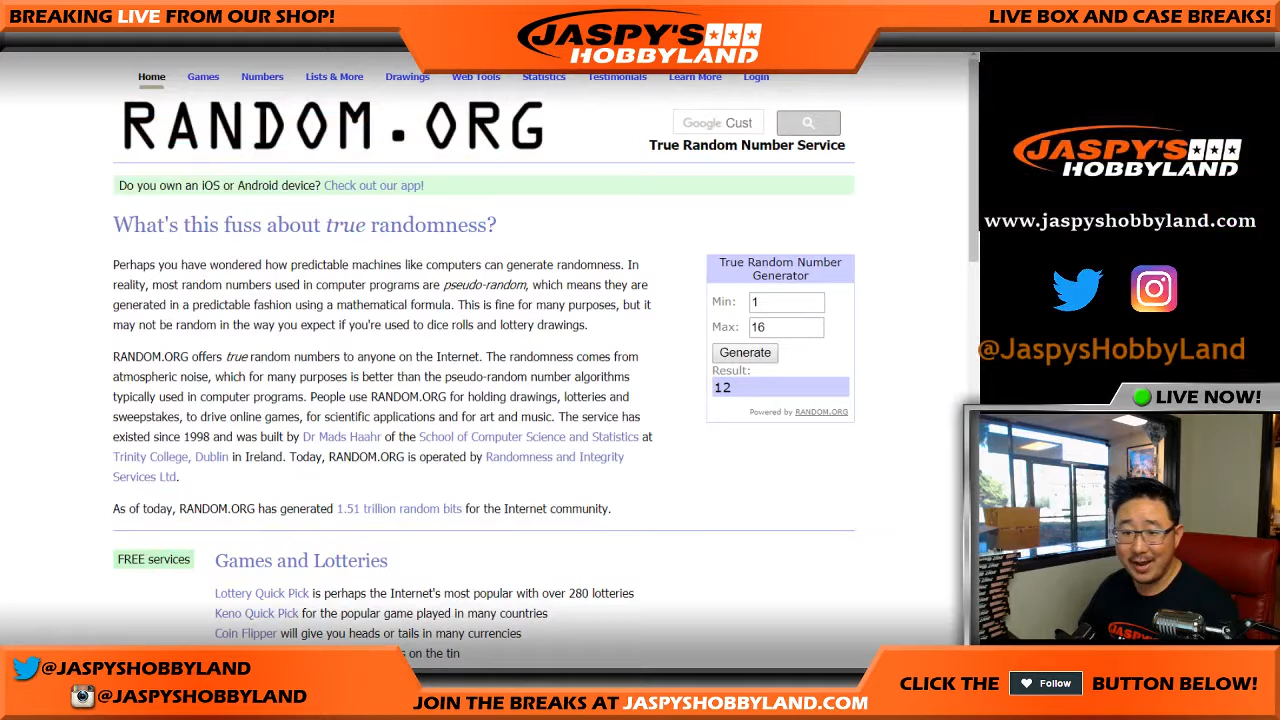 BREAKING LIVE FROM OUR SHOP!
JASPY'S
HOBBYLAND
LIVE BOX AND CASE BREAKS!
Home Games Numbers Lists & More Drawings Web Tools Statistics Testimonials Learn More Login
RANDOM.ORG
Google Cust
True Random Number Service
Do you own an iOS or Android device? Check out our app!
What's this fuss about true randomness?
Perhaps you have wondered how predictable machines like computers can generate randomness. In
reality, most random numbers used in computer programs are pseudo-random, which means they are
generated in a predictable fashion using a mathematical formula. This is fine for many purposes, but it
may not be random in the way you expect if you're used to dice rolls and lottery drawings.
RANDOM.ORG offers true random numbers to anyone on the Internet. The randomness comes from
atmospheric noise, which for many purposes is better than the pseudo-random number algorithms
typically used in computer programs. People use RANDOM.ORG for holding drawings, lotteries and
sweepstakes, to drive online games, for scientific applications and for art and music. The service has
existed since 1998 and was built by Dr Mads Haahr of the School of Computer Science and Statistics at
Trinity College, Dublin in Ireland. Today, RANDOM.ORG is operated by Randomness and Integrity
Services Ltd.
As of today, RANDOM.ORG has generated 1.51 trillion random bits for the Internet community.
True Random Number
Generator
Min: 1
Max: 16
Generate
Result:
12
Powered by RANDOM.ORG
FREE services
Games and Lotteries
Lottery Quick Pick is perhaps the Internet's most popular with over 280 lotteries
Keno Quick Pick for the popular game played in many countries
Coin Flipper will give you heads or tails in many currencies
s on the tin
JASPY'S
HOBBYLAND
www.jaspyshobbyland.com
@JaspysHobbyLand
LIVE NOW!
@JASPYSHOBBYLAND
@JASPYSHOBBYLAND
JOIN THE BREAKS AT JASPYSHOBBYLAND.COM
CLICK THE Follow BUTTON BELOW!